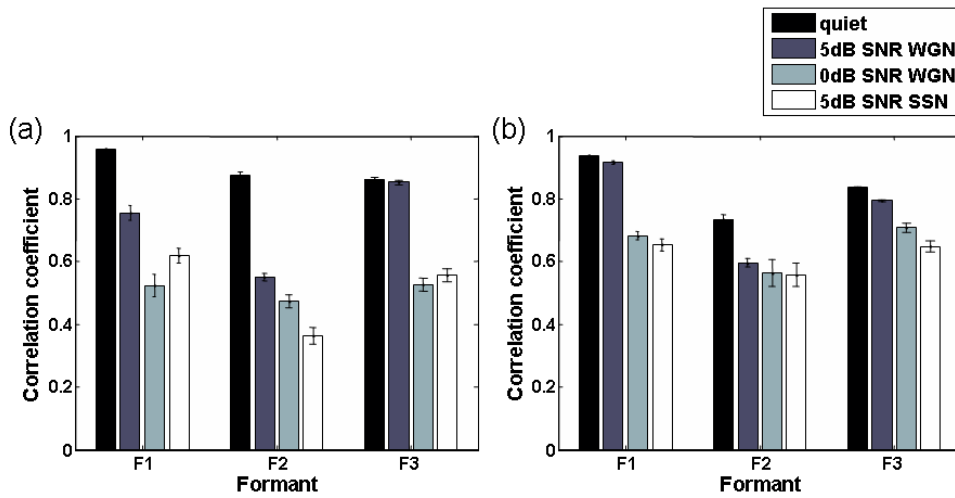 quiet
5dB SNR WGN
0dB SNR WGN
5dB SNR SSN
(a)
1
0.8
0.6
0.4
0.2
0
Correlation coefficient
F1 F2 F3
Formant
(b)
1
0.8
0.6
0.4
0.2
0
Correlation coefficient
F1 F2 F3
Formant